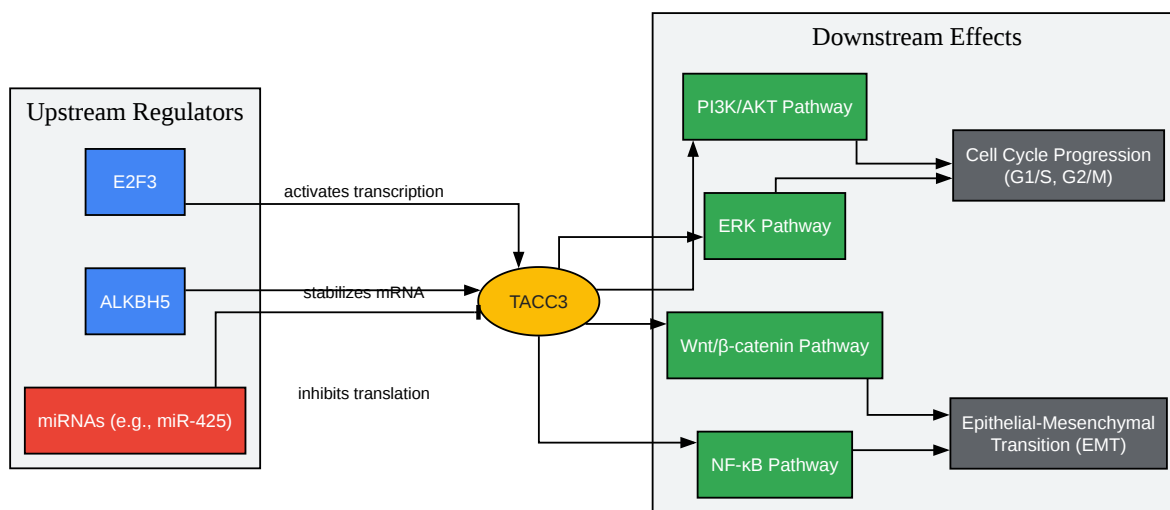 Upstream Regulators
E2F3
ALKBH5
miRNAs (e.g., miR-425)
activates transcription
stabilizes mRNA
inhibits translation
TACC3
Downstream Effects
PI3K/AKT Pathway
ERK Pathway
Wnt/β-catenin Pathway
NF-κB Pathway
Cell Cycle Progression
(G1/S, G2/M)
Epithelial-Mesenchymal
Transition (EMT)